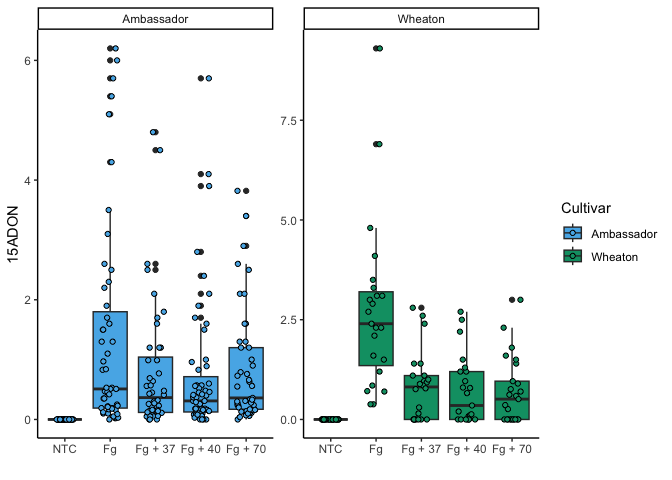 Ambassador
Wheaton
15ADON
6
4
2
0
7.5
5.0
2.5
0.0
NTC Fg Fg + 37 Fg + 40 Fg + 70
NTC Fg Fg + 37 Fg + 40 Fg + 70
Cultivar
Ambassador
Wheaton